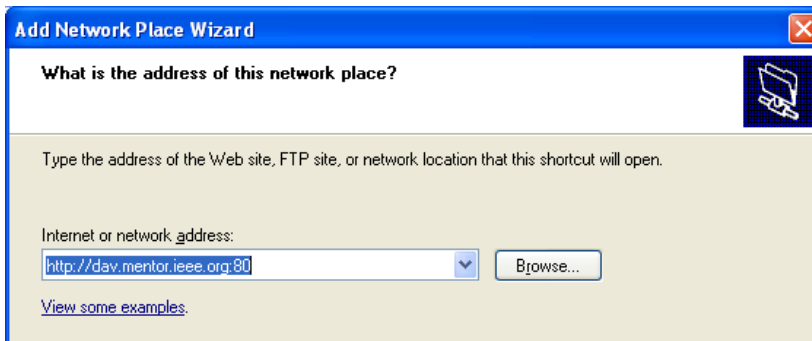 Add Network Place Wizard
What is the address of this network place?
Type the address of the Web site, FTP site, or network location that this shortcut will open.
Internet or network address:
http://dav.mentor.ieee.org:80
Browse...
View some examples.